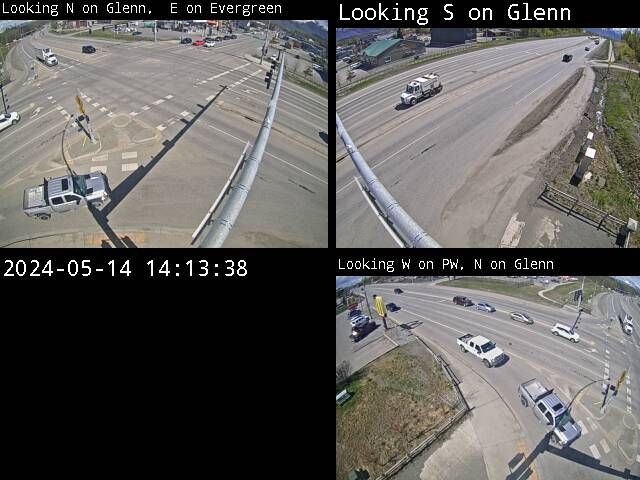 Looking N on Glenn,  E on Evergreen
Looking S on Glenn
2024-05-14 14:13:38
Looking W on PW, N on Glenn